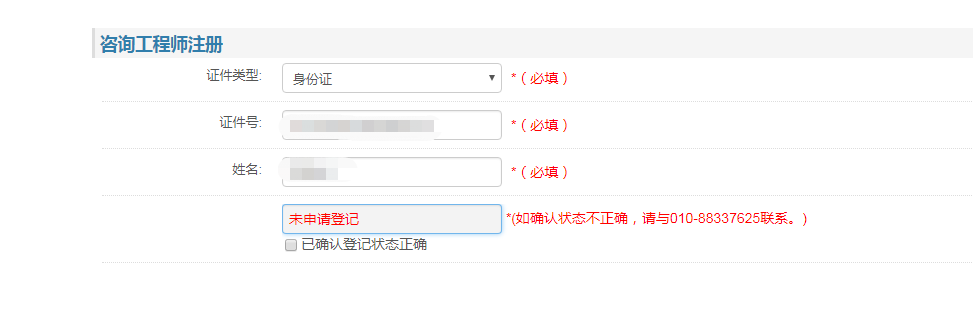 咨询工程师注册
证件类型: 身份证 *（必填）
证件号: *（必填）
姓名: *（必填）
未申请登记 *(如确认状态不正确，请与010-88337625联系。)
已确认登记状态正确